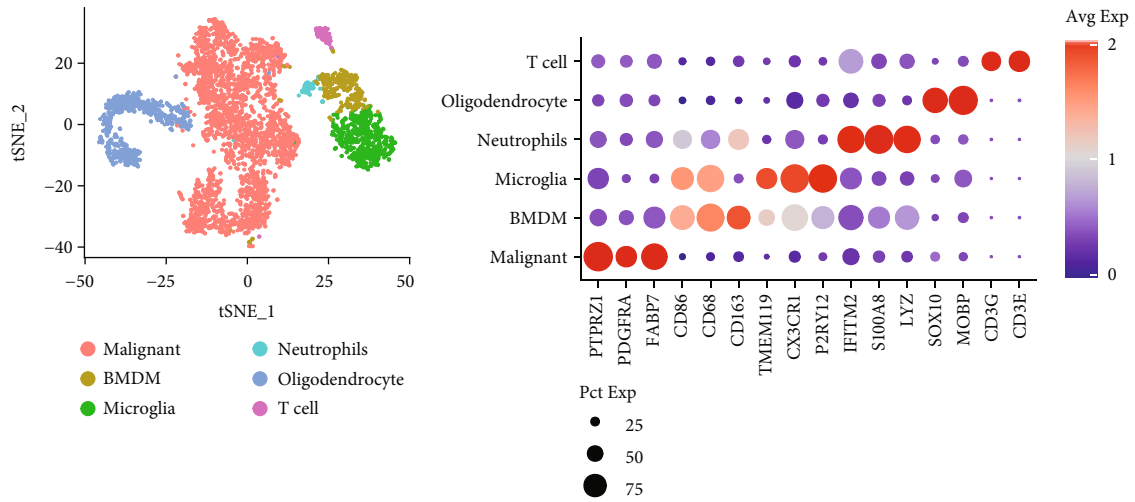 tSNE_2
20
0
−20
−40
−50
−25
0
25
50
tSNE_1
Malignant
BMDM
Microglia
Neutrophils
Oligodendrocyte
T cell
T cell
Oligodendrocyte
Neutrophils
Microglia
BMDM
Malignant
PTPRZ1
PDGFRA
FABP7
CD86
CD68
CD163
TMEM119
CX3CR1
P2RY12
IFITM2
S100A8
LYZ
SOX10
MOBP
CD3G
CD3E
Avg Exp
2
1
0
Pct Exp
25
50
75